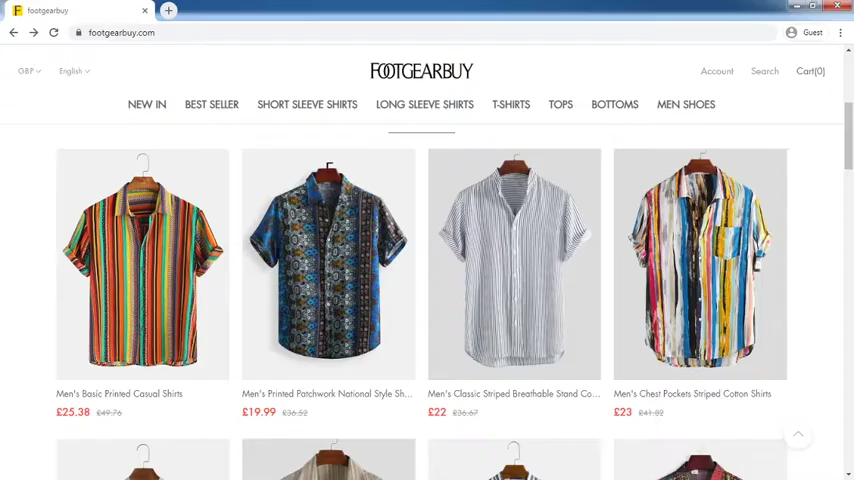 footgearbuy
footgearbuy.com
Guest
GBP
English
FOOTGEARBUY
Account
Search
Cart(0)
NEW IN
BEST SELLER
SHORT SLEEVE SHIRTS
LONG SLEEVE SHIRTS
T-SHIRTS
TOPS
BOTTOMS
MEN SHOES
Men's Basic Printed Casual Shirts
£25.38 £49.76
Men's Printed Patchwork National Style Sh...
£19.99 £36.52
Men's Classic Striped Breathable Stand Co...
£22 £36.67
Men's Chest Pockets Striped Cotton Shirts
£23 £41.82